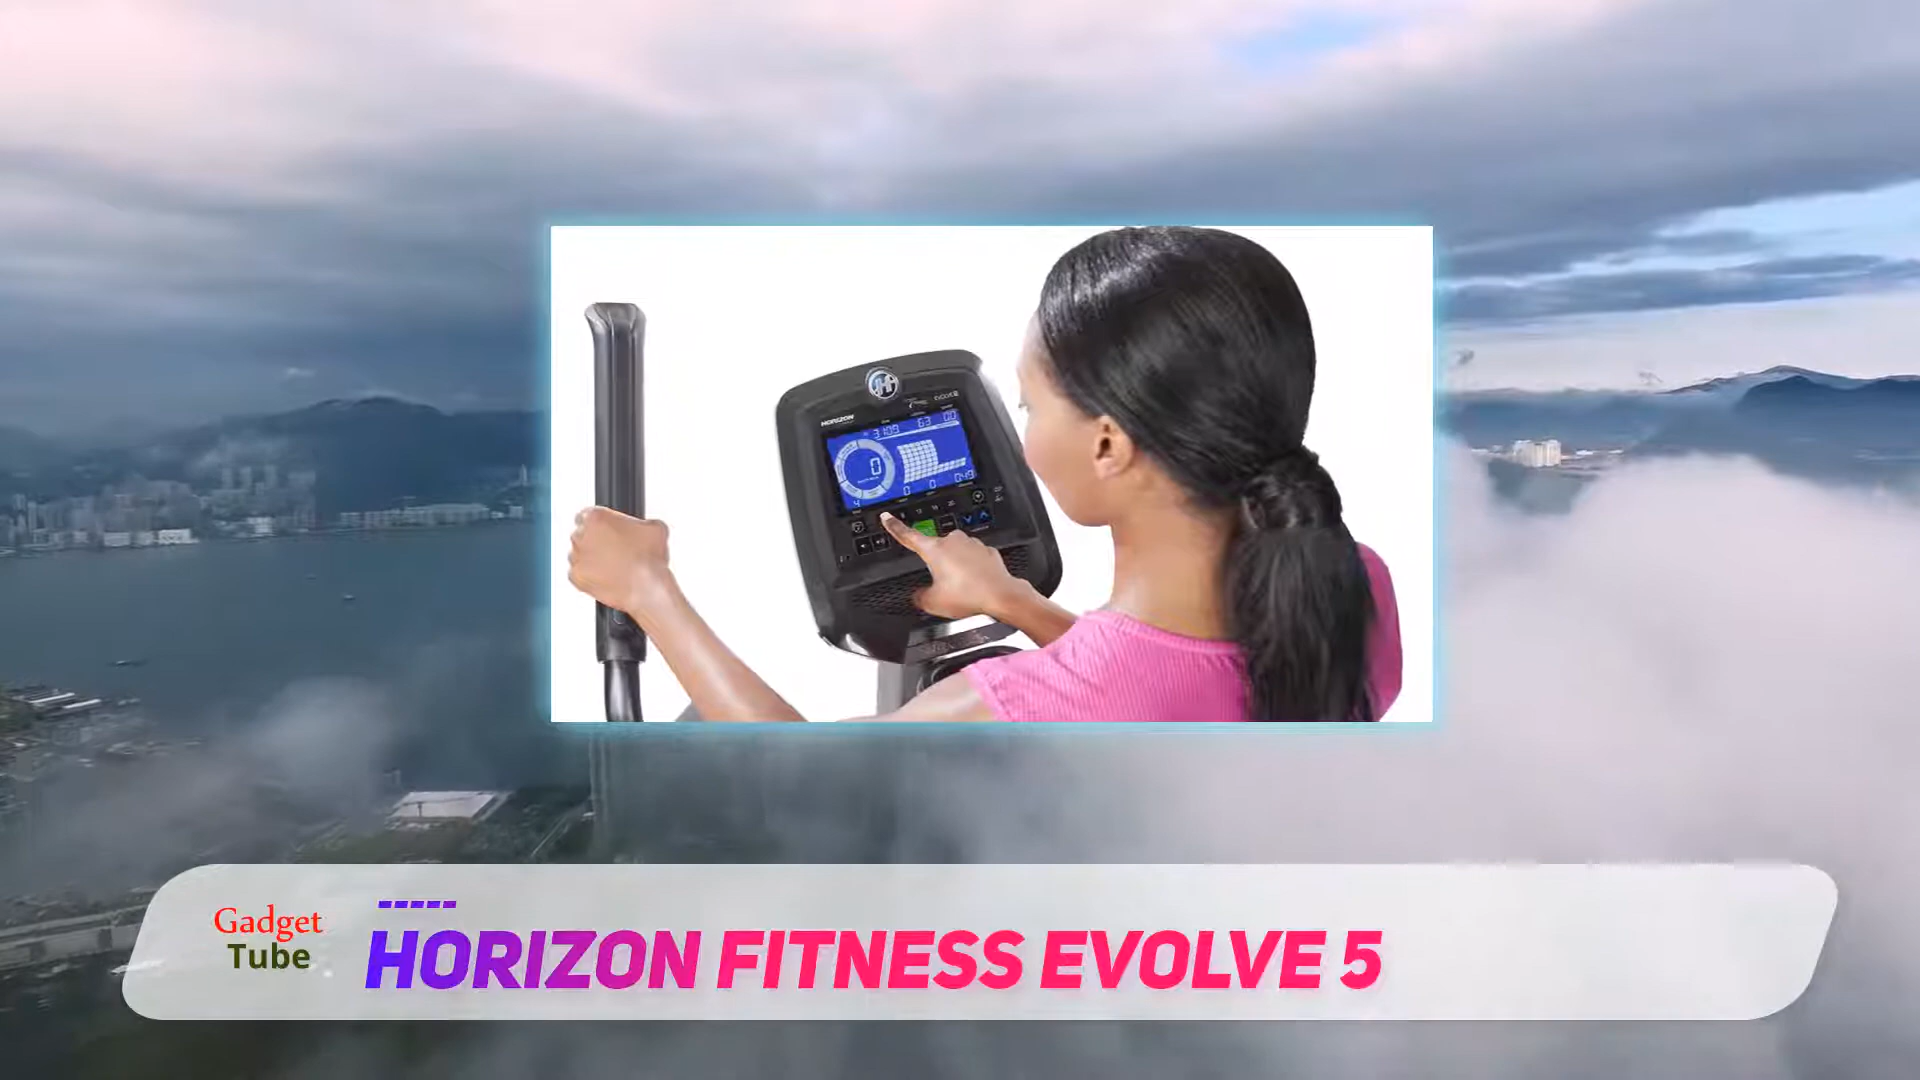 HORIZON
Gadget
Tube
HORIZON FITNESS EVOLVE 5